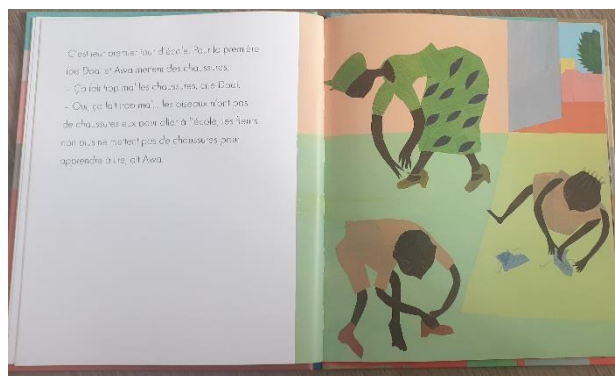 C'est leur premier jour d'école. Pour la première
fois Daai et Awa mettent des chaussures.
- Ça fait trop mal les chaussures, dit Daai.
- Oui, ça fait trop mal... les oiseaux n'ont pas
de chaussures eux pour aller à l'école, les fleurs
non plus ne mettent pas de chaussures pour
apprendre à lire, dit Awa.